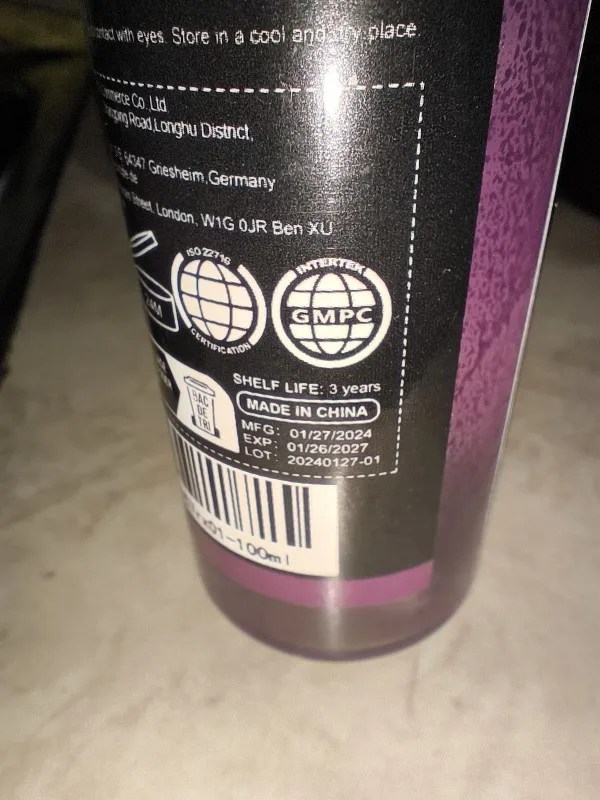 contact with eyes. Store in a cool and dry place.
Co.,Ltd
Road,Longhu District,
64347 Griesheim,Germany
Street, London, W1G 0JR Ben XU
ISO 22716
CERTIFICATION
INTERTEK
GMPC
BAC
DE
TRI
SHELF LIFE: 3 years
MADE IN CHINA
MFG: 01/27/2024
EXP: 01/26/2027
LOT: 20240127-01
01-100ml